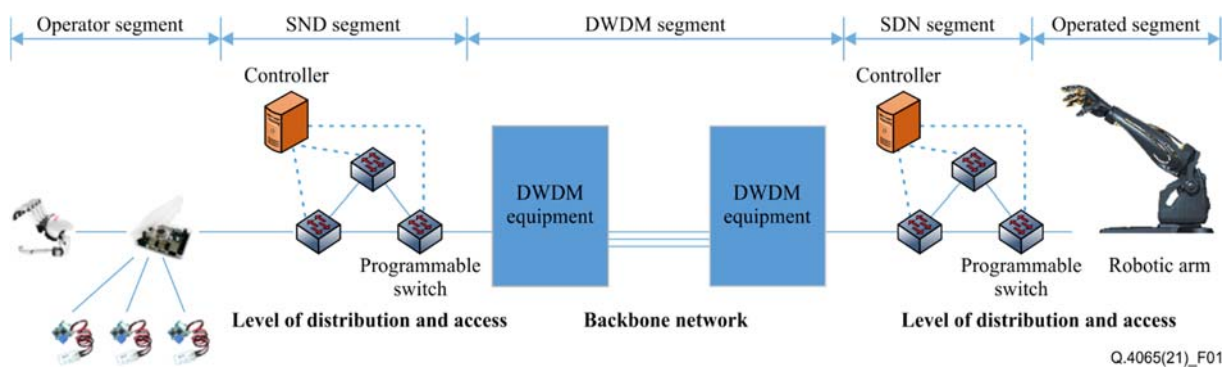 Operator segment
SND segment
DWDM segment
SDN segment
Operated segment
Controller
Controller
DWDM
equipment
DWDM
equipment
Programmable
switch
Programmable
switch
Robotic arm
Level of distribution and access
Backbone network
Level of distribution and access
Q.4065(21)_F01